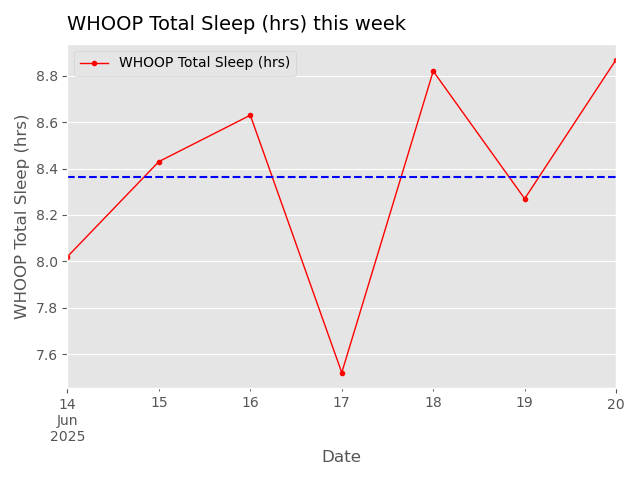 WHOOP Total Sleep (hrs) this week
WHOOP Total Sleep (hrs)
WHOOP Total Sleep (hrs)
8.8
8.6
8.4
8.2
8.0
7.8
7.6
14 15 16 17 18 19 20
Jun
2025
Date